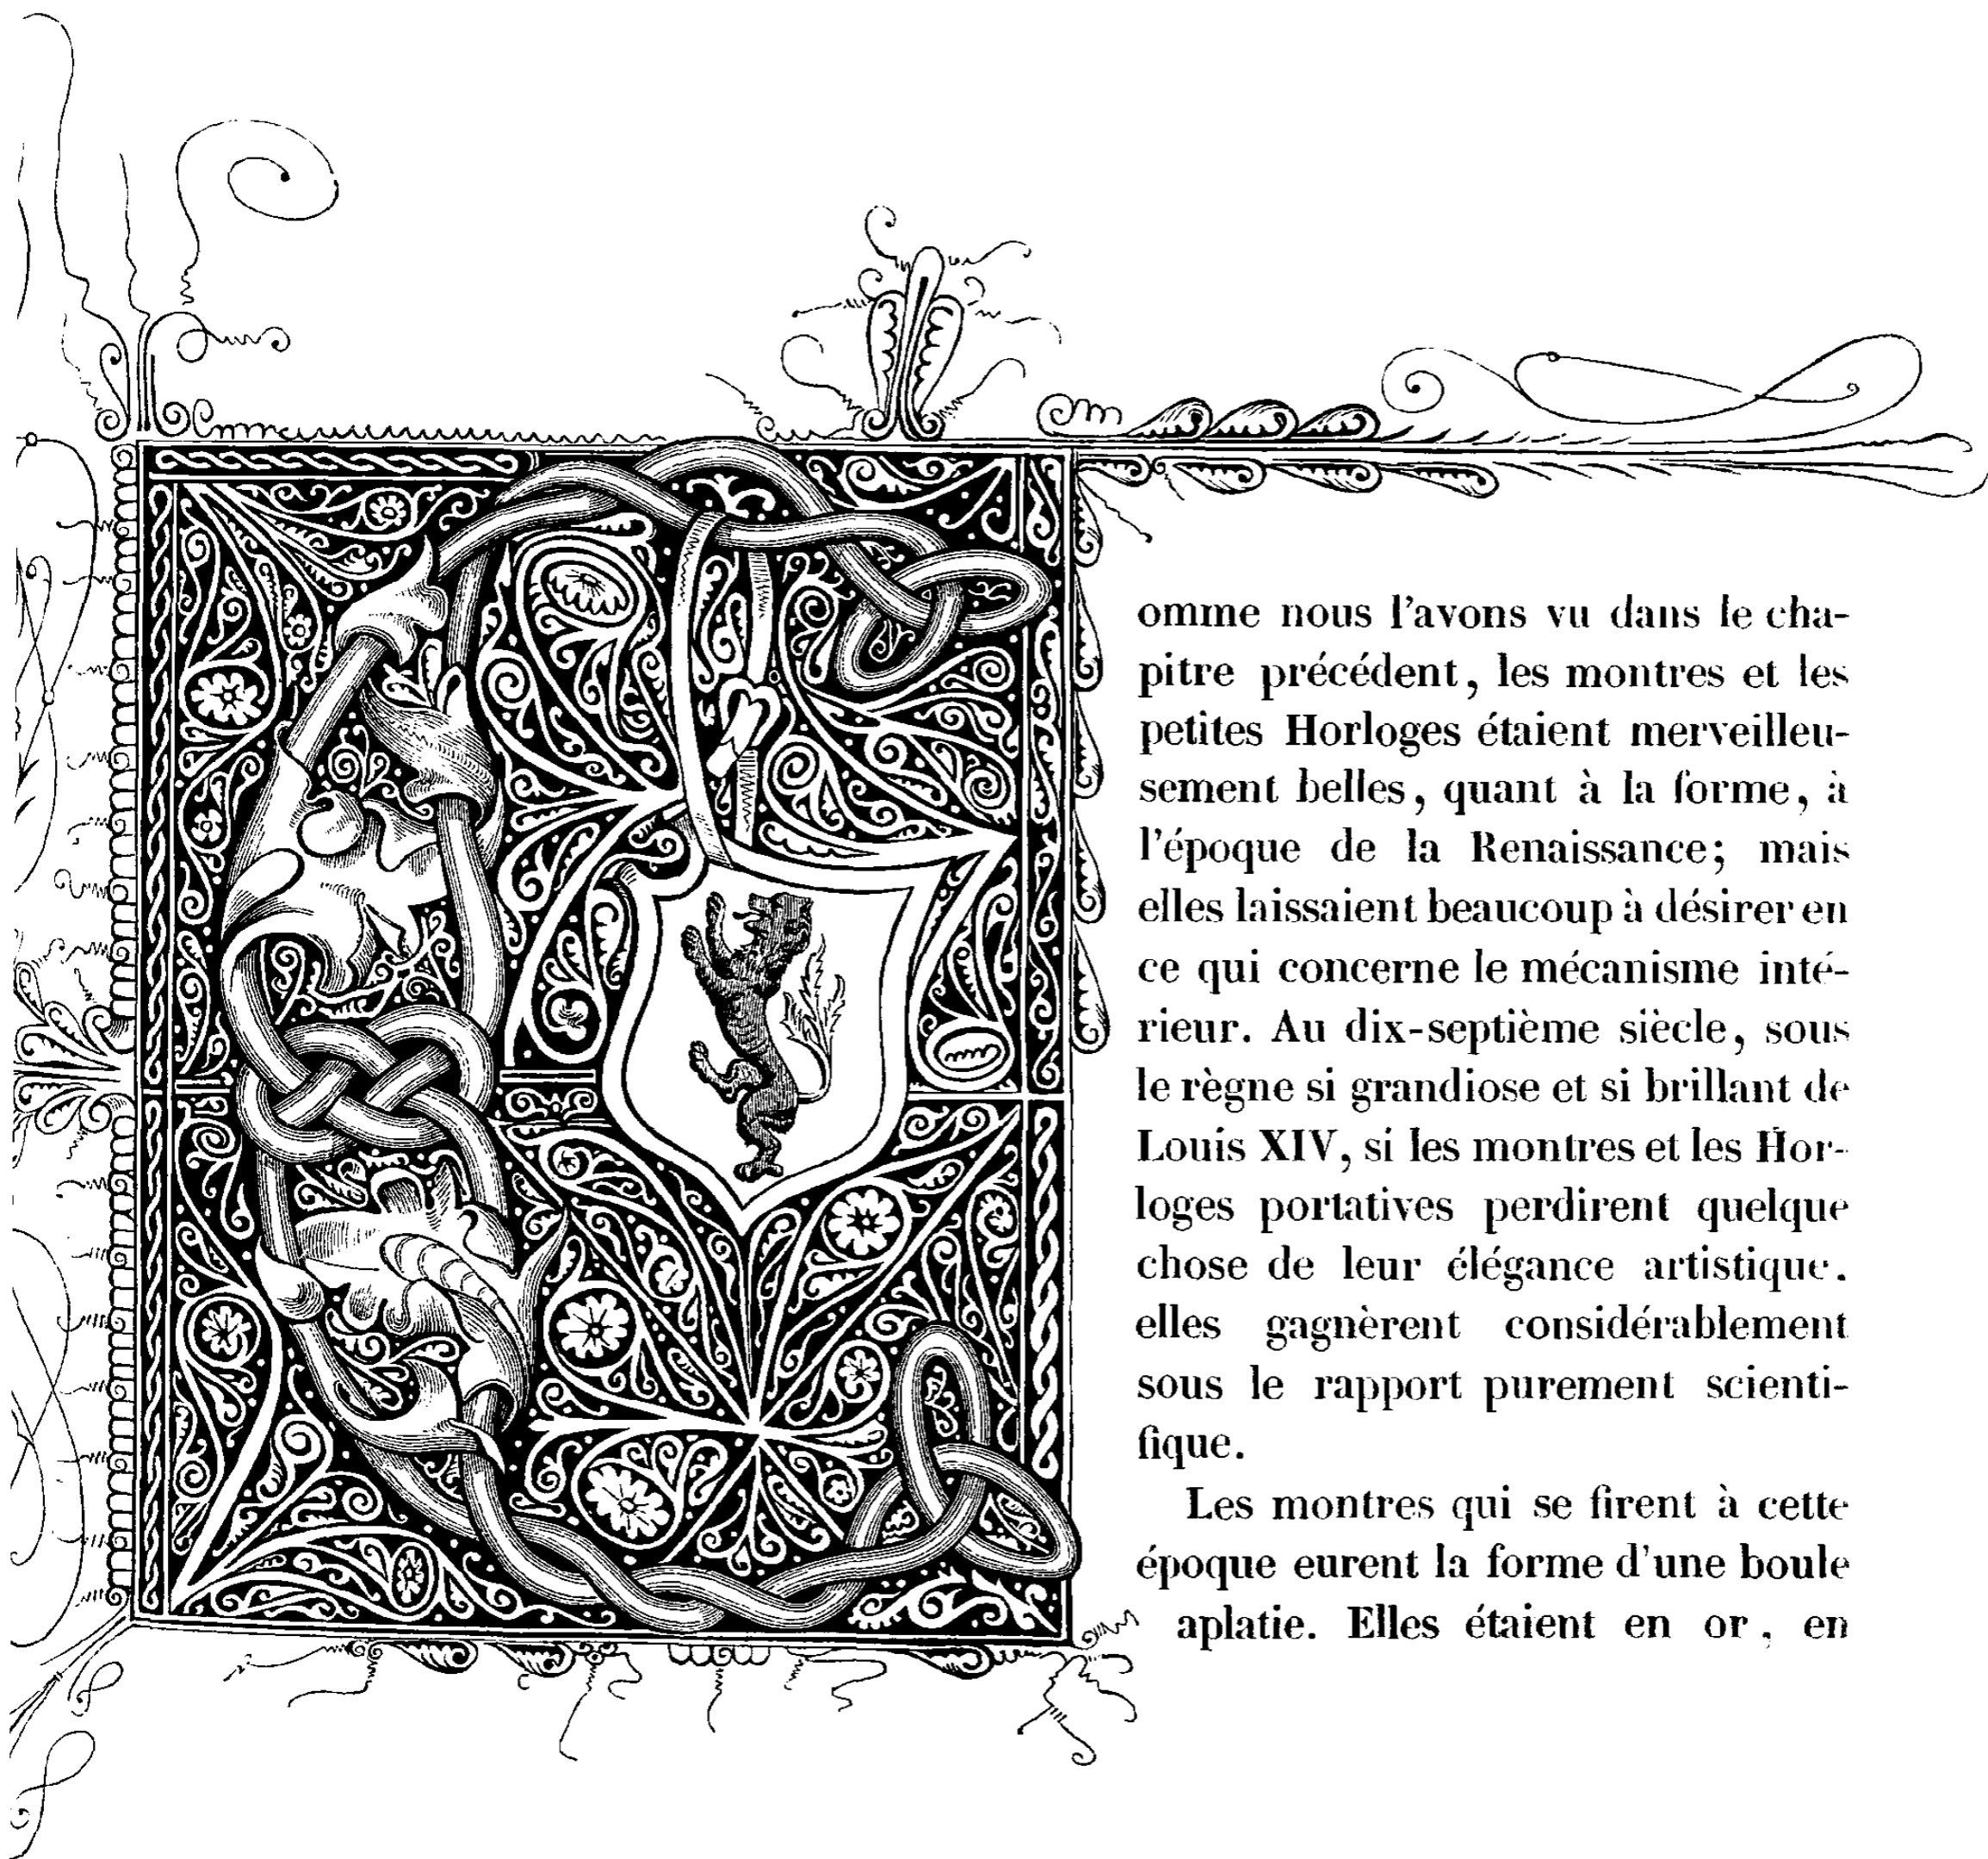 Comme nous l'avons vu dans le cha-
pitre précédent, les montres et les
petites Horloges étaient merveilleu-
sement belles, quant à la forme, à
l'époque de la Renaissance; mais
elles laissaient beaucoup à désirer en
ce qui concerne le mécanisme inté-
rieur. Au dix-septième siècle, sous
le règne si grandiose et si brillant de
Louis XIV, si les montres et les Hor-
loges portatives perdirent quelque
chose de leur élégance artistique.
elles gagnèrent considérablement
sous le rapport purement scienti-
fique.
Les montres qui se firent à cette
époque eurent la forme d'une boule
aplatie. Elles étaient en or, en